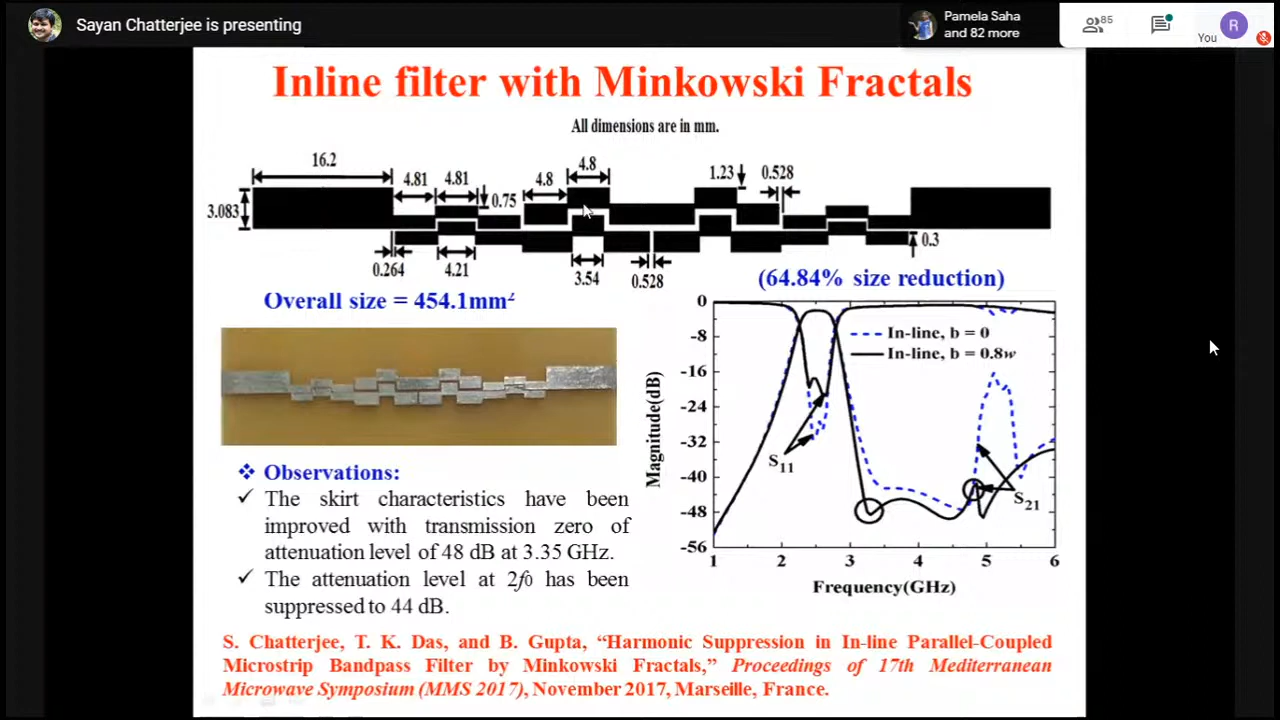 Sayan Chatterjee is presenting
Pamela Saha
and 82 more
85
You
R
Inline filter with Minkowski Fractals
All dimensions are in mm.
16.2
4.81
4.81
0.75
4.8
4.8
1.23
0.528
3.083
0.264
4.21
3.54
0.528
0.3
Overall size = 454.1mm²
(64.84% size reduction)
0
-8
-16
-24
-32
-40
-48
-56
Magnitude(dB)
In-line, b = 0
In-line, b = 0.8w
S11
S21
1 2 3 4 5 6
Frequency(GHz)
❖ Observations:
✓ The skirt characteristics have been
improved with transmission zero of
attenuation level of 48 dB at 3.35 GHz.
✓ The attenuation level at 2f0 has been
suppressed to 44 dB.
S. Chatterjee, T. K. Das, and B. Gupta, “Harmonic Suppression in In-line Parallel-Coupled
Microstrip Bandpass Filter by Minkowski Fractals,” Proceedings of 17th Mediterranean
Microwave Symposium (MMS 2017), November 2017, Marseille, France.